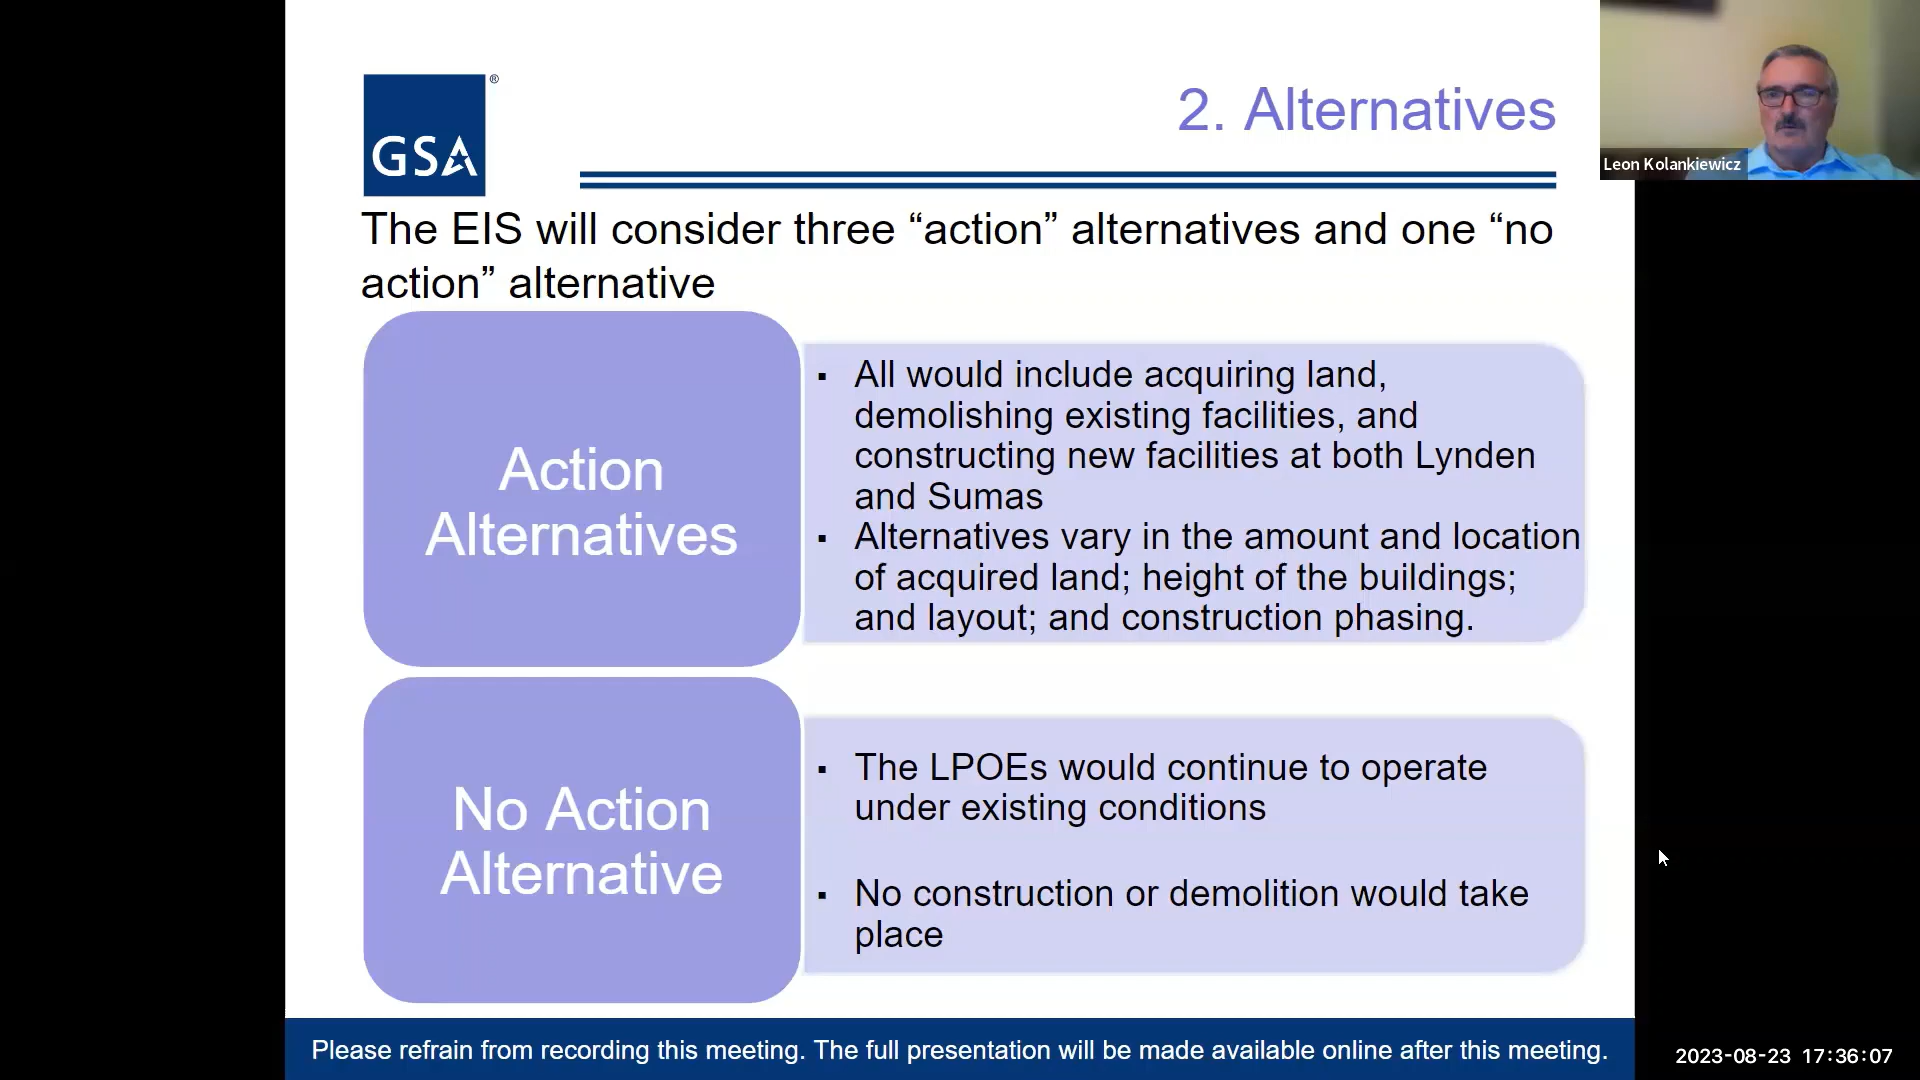 GSA
®
2. Alternatives
Leon Kolankiewicz
The EIS will consider three “action” alternatives and one “no
action” alternative
Action
Alternatives
▪ All would include acquiring land,
demolishing existing facilities, and
constructing new facilities at both Lynden
and Sumas
▪ Alternatives vary in the amount and location
of acquired land; height of the buildings;
and layout; and construction phasing.
No Action
Alternative
▪ The LPOEs would continue to operate
under existing conditions
▪ No construction or demolition would take
place
Please refrain from recording this meeting. The full presentation will be made available online after this meeting.
2023-08-23 17:36:07